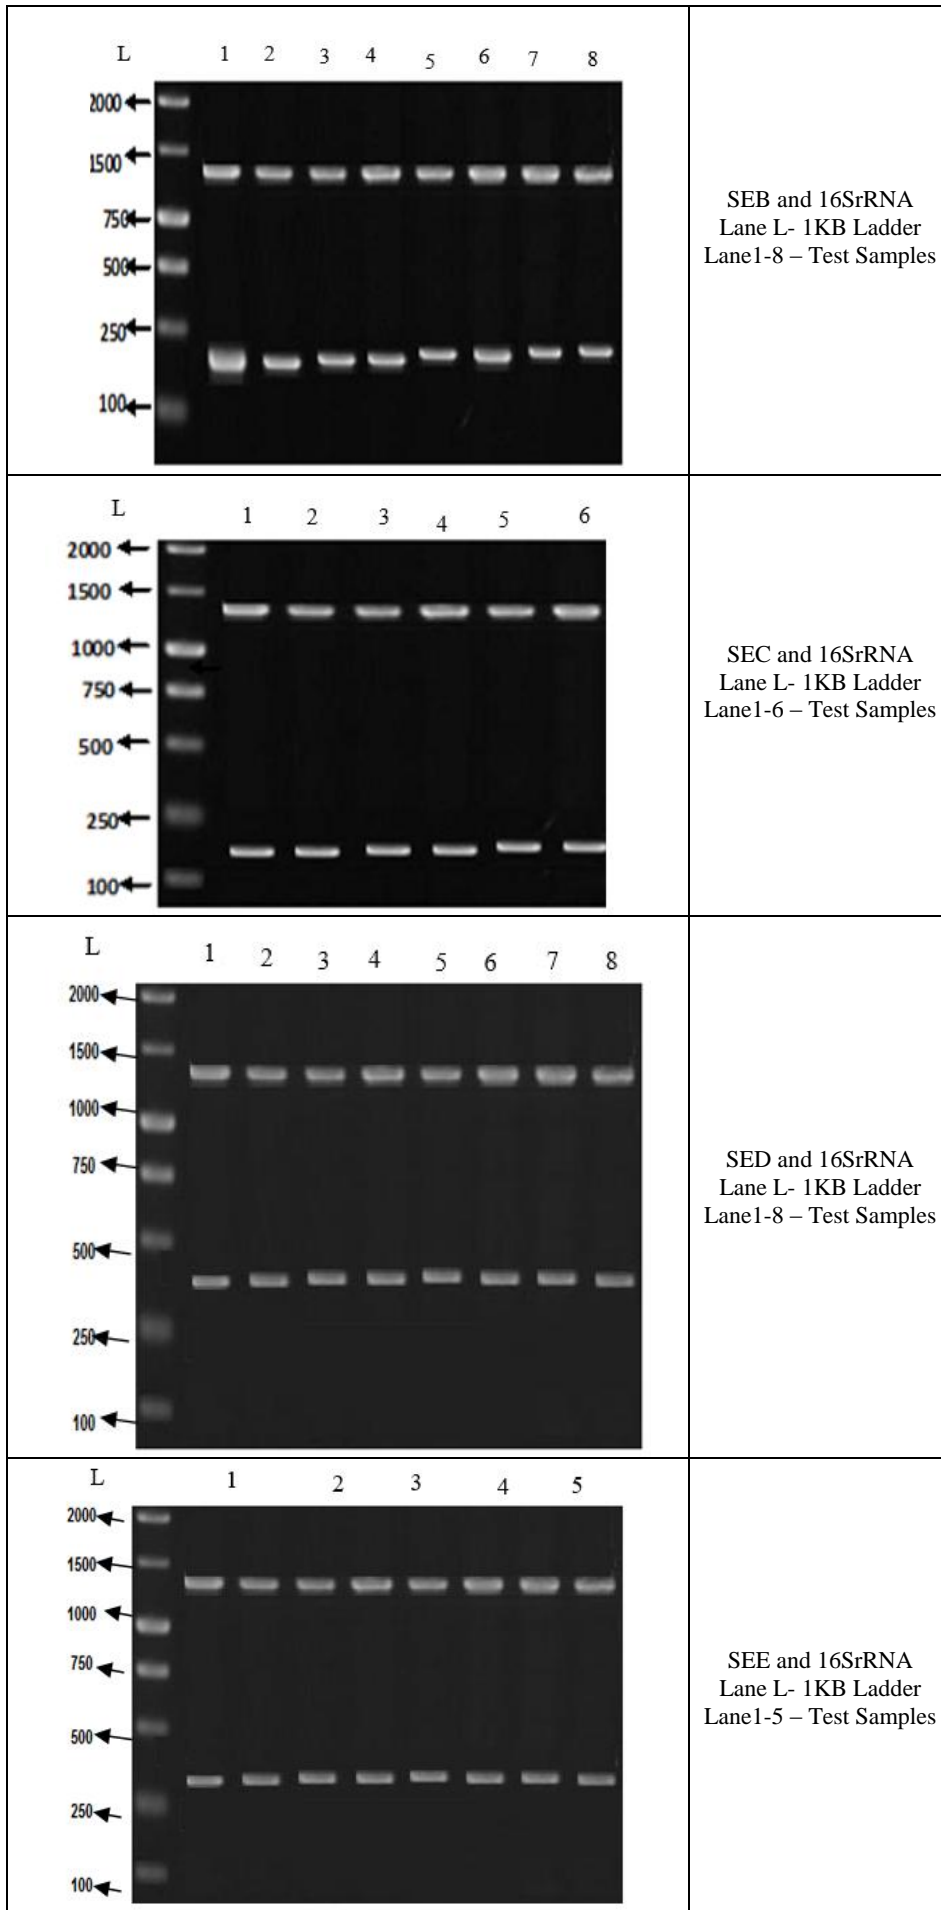 L 1 2 3 4 5 6 7 8
2000
1500
750
500
250
100
SEB and 16SrRNA
Lane L- 1KB Ladder
Lane1-8 – Test Samples
L 1 2 3 4 5 6
2000
1500
1000
750
500
250
100
SEC and 16SrRNA
Lane L- 1KB Ladder
Lane1-6 – Test Samples
L 1 2 3 4 5 6 7 8
2000
1500
1000
750
500
250
100
SED and 16SrRNA
Lane L- 1KB Ladder
Lane1-8 – Test Samples
L 1 2 3 4 5
2000
1500
1000
750
500
250
100
SEE and 16SrRNA
Lane L- 1KB Ladder
Lane1-5 – Test Samples